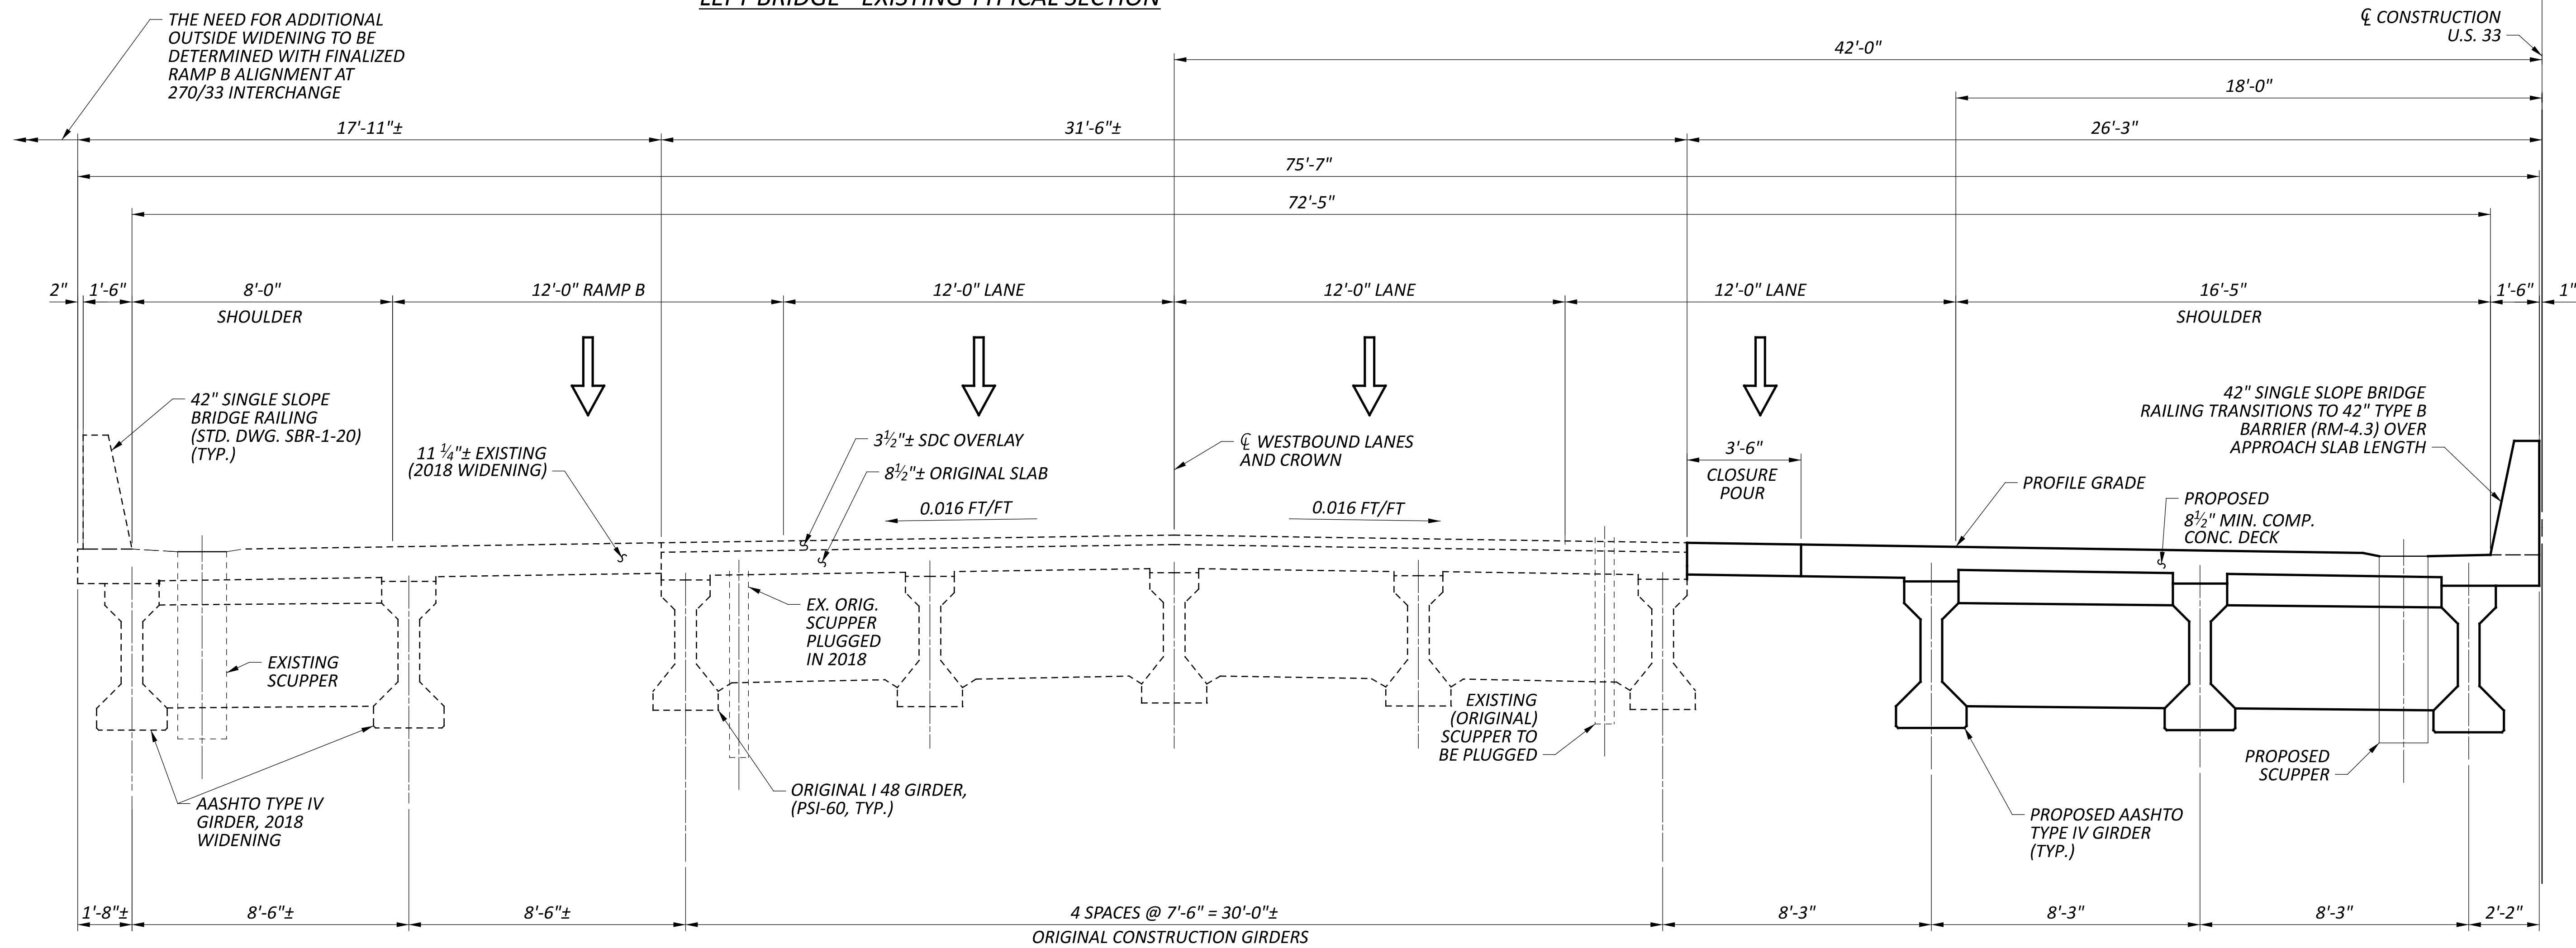 LEFT BRIDGE - EXISTING TYPICAL SECTION
THE NEED FOR ADDITIONAL
OUTSIDE WIDENING TO BE
DETERMINED WITH FINALIZED
RAMP B ALIGNMENT AT
270/33 INTERCHANGE
℄ CONSTRUCTION
U.S. 33
42'-0"
18'-0"
17'-11"±
31'-6"±
26'-3"
75'-7"
72'-5"
2"
1'-6"
8'-0"
SHOULDER
12'-0" RAMP B
12'-0" LANE
12'-0" LANE
12'-0" LANE
16'-5"
SHOULDER
1'-6"
1"
42" SINGLE SLOPE
BRIDGE RAILING
(STD. DWG. SBR-1-20)
(TYP.)
11 ¼"± EXISTING
(2018 WIDENING)
3½"± SDC OVERLAY
8½"± ORIGINAL SLAB
0.016 FT/FT
℄ WESTBOUND LANES
AND CROWN
0.016 FT/FT
3'-6"
CLOSURE
POUR
PROFILE GRADE
42" SINGLE SLOPE BRIDGE
RAILING TRANSITIONS TO 42" TYPE B
BARRIER (RM-4.3) OVER
APPROACH SLAB LENGTH
PROPOSED
8½" MIN. COMP.
CONC. DECK
EXISTING
SCUPPER
EX. ORIG.
SCUPPER
PLUGGED
IN 2018
EXISTING
(ORIGINAL)
SCUPPER TO
BE PLUGGED
PROPOSED
SCUPPER
AASHTO TYPE IV
GIRDER, 2018
WIDENING
ORIGINAL I 48 GIRDER,
(PSI-60, TYP.)
PROPOSED AASHTO
TYPE IV GIRDER
(TYP.)
1'-8"±
8'-6"±
8'-6"±
4 SPACES @ 7'-6" = 30'-0"±
ORIGINAL CONSTRUCTION GIRDERS
8'-3"
8'-3"
8'-3"
2'-2"